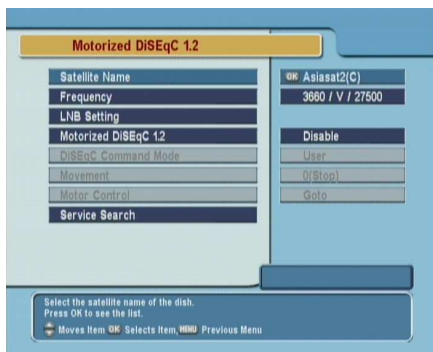 Motorized DiSEqC 1.2
Satellite Name OK Asiasat2(C)
Frequency 3660 / V / 27500
LNB Setting
Motorized DiSEqC 1.2 Disable
DiSEqC Command Mode User
Movement 0(Stop)
Motor Control Goto
Service Search
Select the satellite name of the dish.
Press OK to see the list.
Moves Item OK Selects Item, MENU Previous Menu